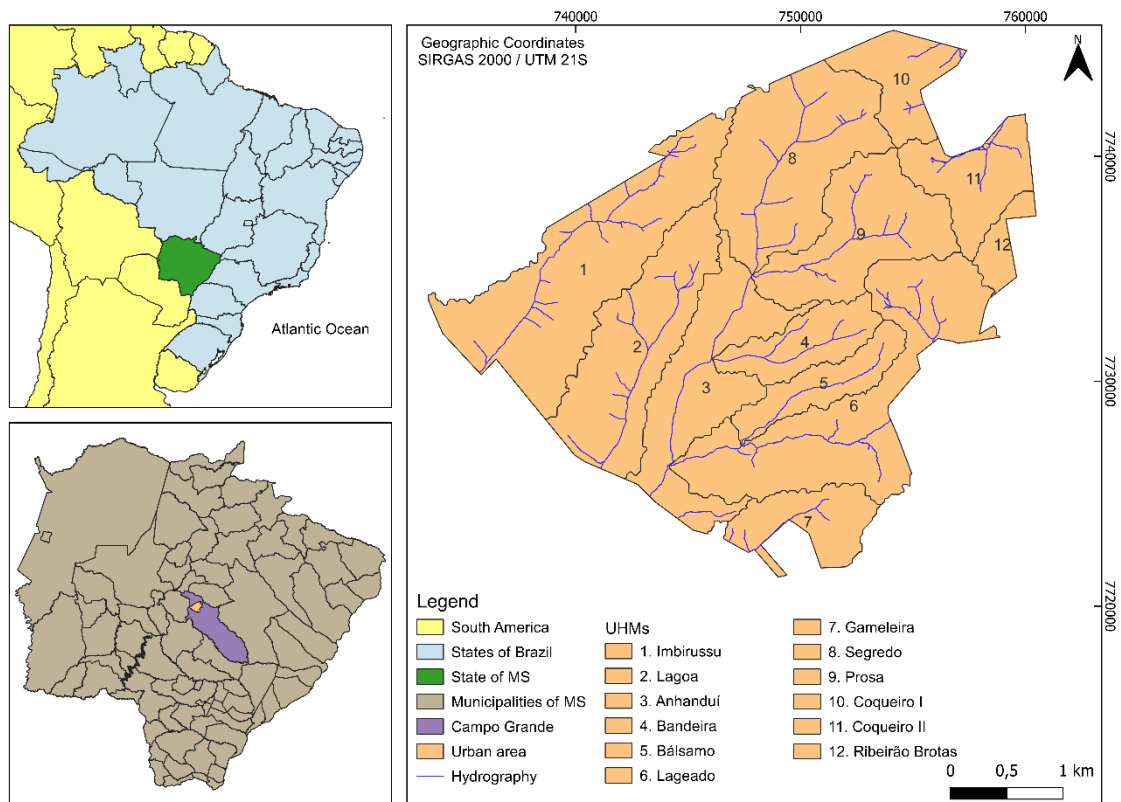 Atlantic Ocean
740000
750000
760000
Geographic Coordinates
SIRGAS 2000 / UTM 21S
N
10
8
7740000
11
9
12
1
2
4
3
7730000
5
6
7
7720000
Legend
South America
States of Brazil
State of MS
Municipalities of MS
Campo Grande
Urban area
Hydrography
UHMs
1. Imbirussu
2. Lagoa
3. Anhanduí
4. Bandeira
5. Bálsamo
6. Lageado
7. Gameleira
8. Segredo
9. Prosa
10. Coqueiro I
11. Coqueiro II
12. Ribeirão Brotas
0 0,5 1 km